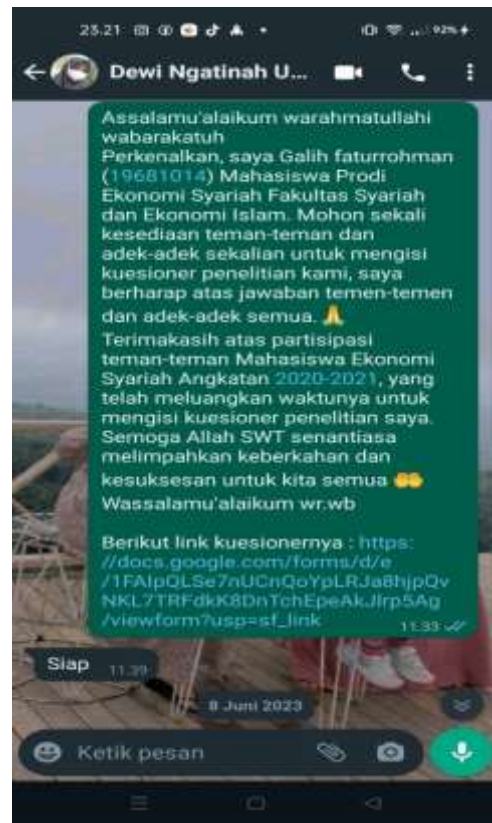 23.21
92%
Dewi Ngatinah U...
Assalamu'alaikum warahmatullahi
wabarakatuh
Perkenalkan, saya Galih faturrohman
(19681014) Mahasiswa Prodi
Ekonomi Syariah Fakultas Syariah
dan Ekonomi Islam. Mohon sekali
kesediaan teman-teman dan
adek-adek sekalian untuk mengisi
kuesioner penelitian kami, saya
berharap atas jawaban temen-temen
dan adek-adek semua. 🙏
Terimakasih atas partisipasi
teman-teman Mahasiswa Ekonomi
Syariah Angkatan 2020-2021, yang
telah meluangkan waktunya untuk
mengisi kuesioner penelitian saya.
Semoga Allah SWT senantiasa
melimpahkan keberkahan dan
kesuksesan untuk kita semua 🤲
Wassalamu'alaikum wr.wb
Berikut link kuesionernya : https:
//docs.google.com/forms/d/e
/1FAIpQLSe7nUCnQoYpLRJa8hjpQv
NKL7TRFdkK8DnTchEpeAkJlrp5Ag
/viewform?usp=sf_link
11.33
Siap 11.39
8 Juni 2023
Ketik pesan